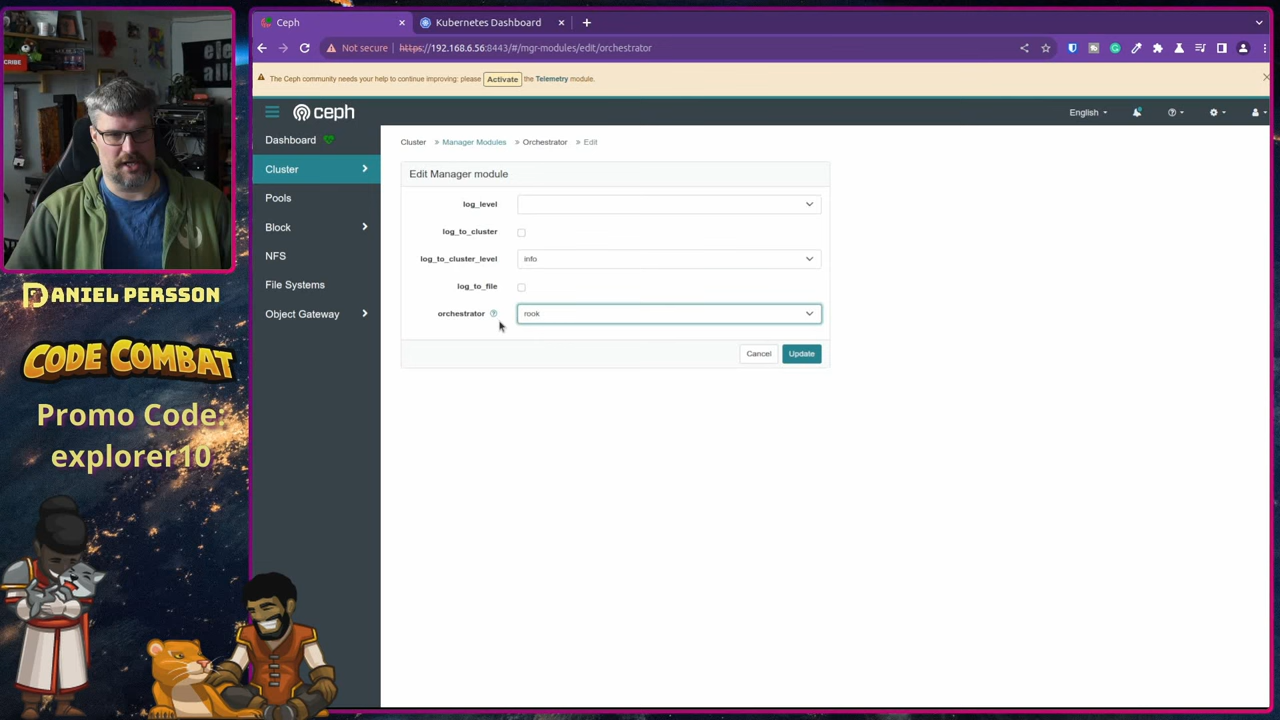 Ceph
Kubernetes Dashboard
Not secure
https://192.168.6.56:8443/#/mgr-modules/edit/orchestrator
The Ceph community needs your help to continue improving: please Activate the Telemetry module.
ceph
English
Dashboard
Cluster
Pools
Block
NFS
File Systems
Object Gateway
Cluster » Manager Modules » Orchestrator » Edit
Edit Manager module
log_level
log_to_cluster
log_to_cluster_level info
log_to_file
orchestrator rook
Cancel Update
SCRIBE
DANIEL PERSSON
CODE COMBAT
Promo Code:
explorer10